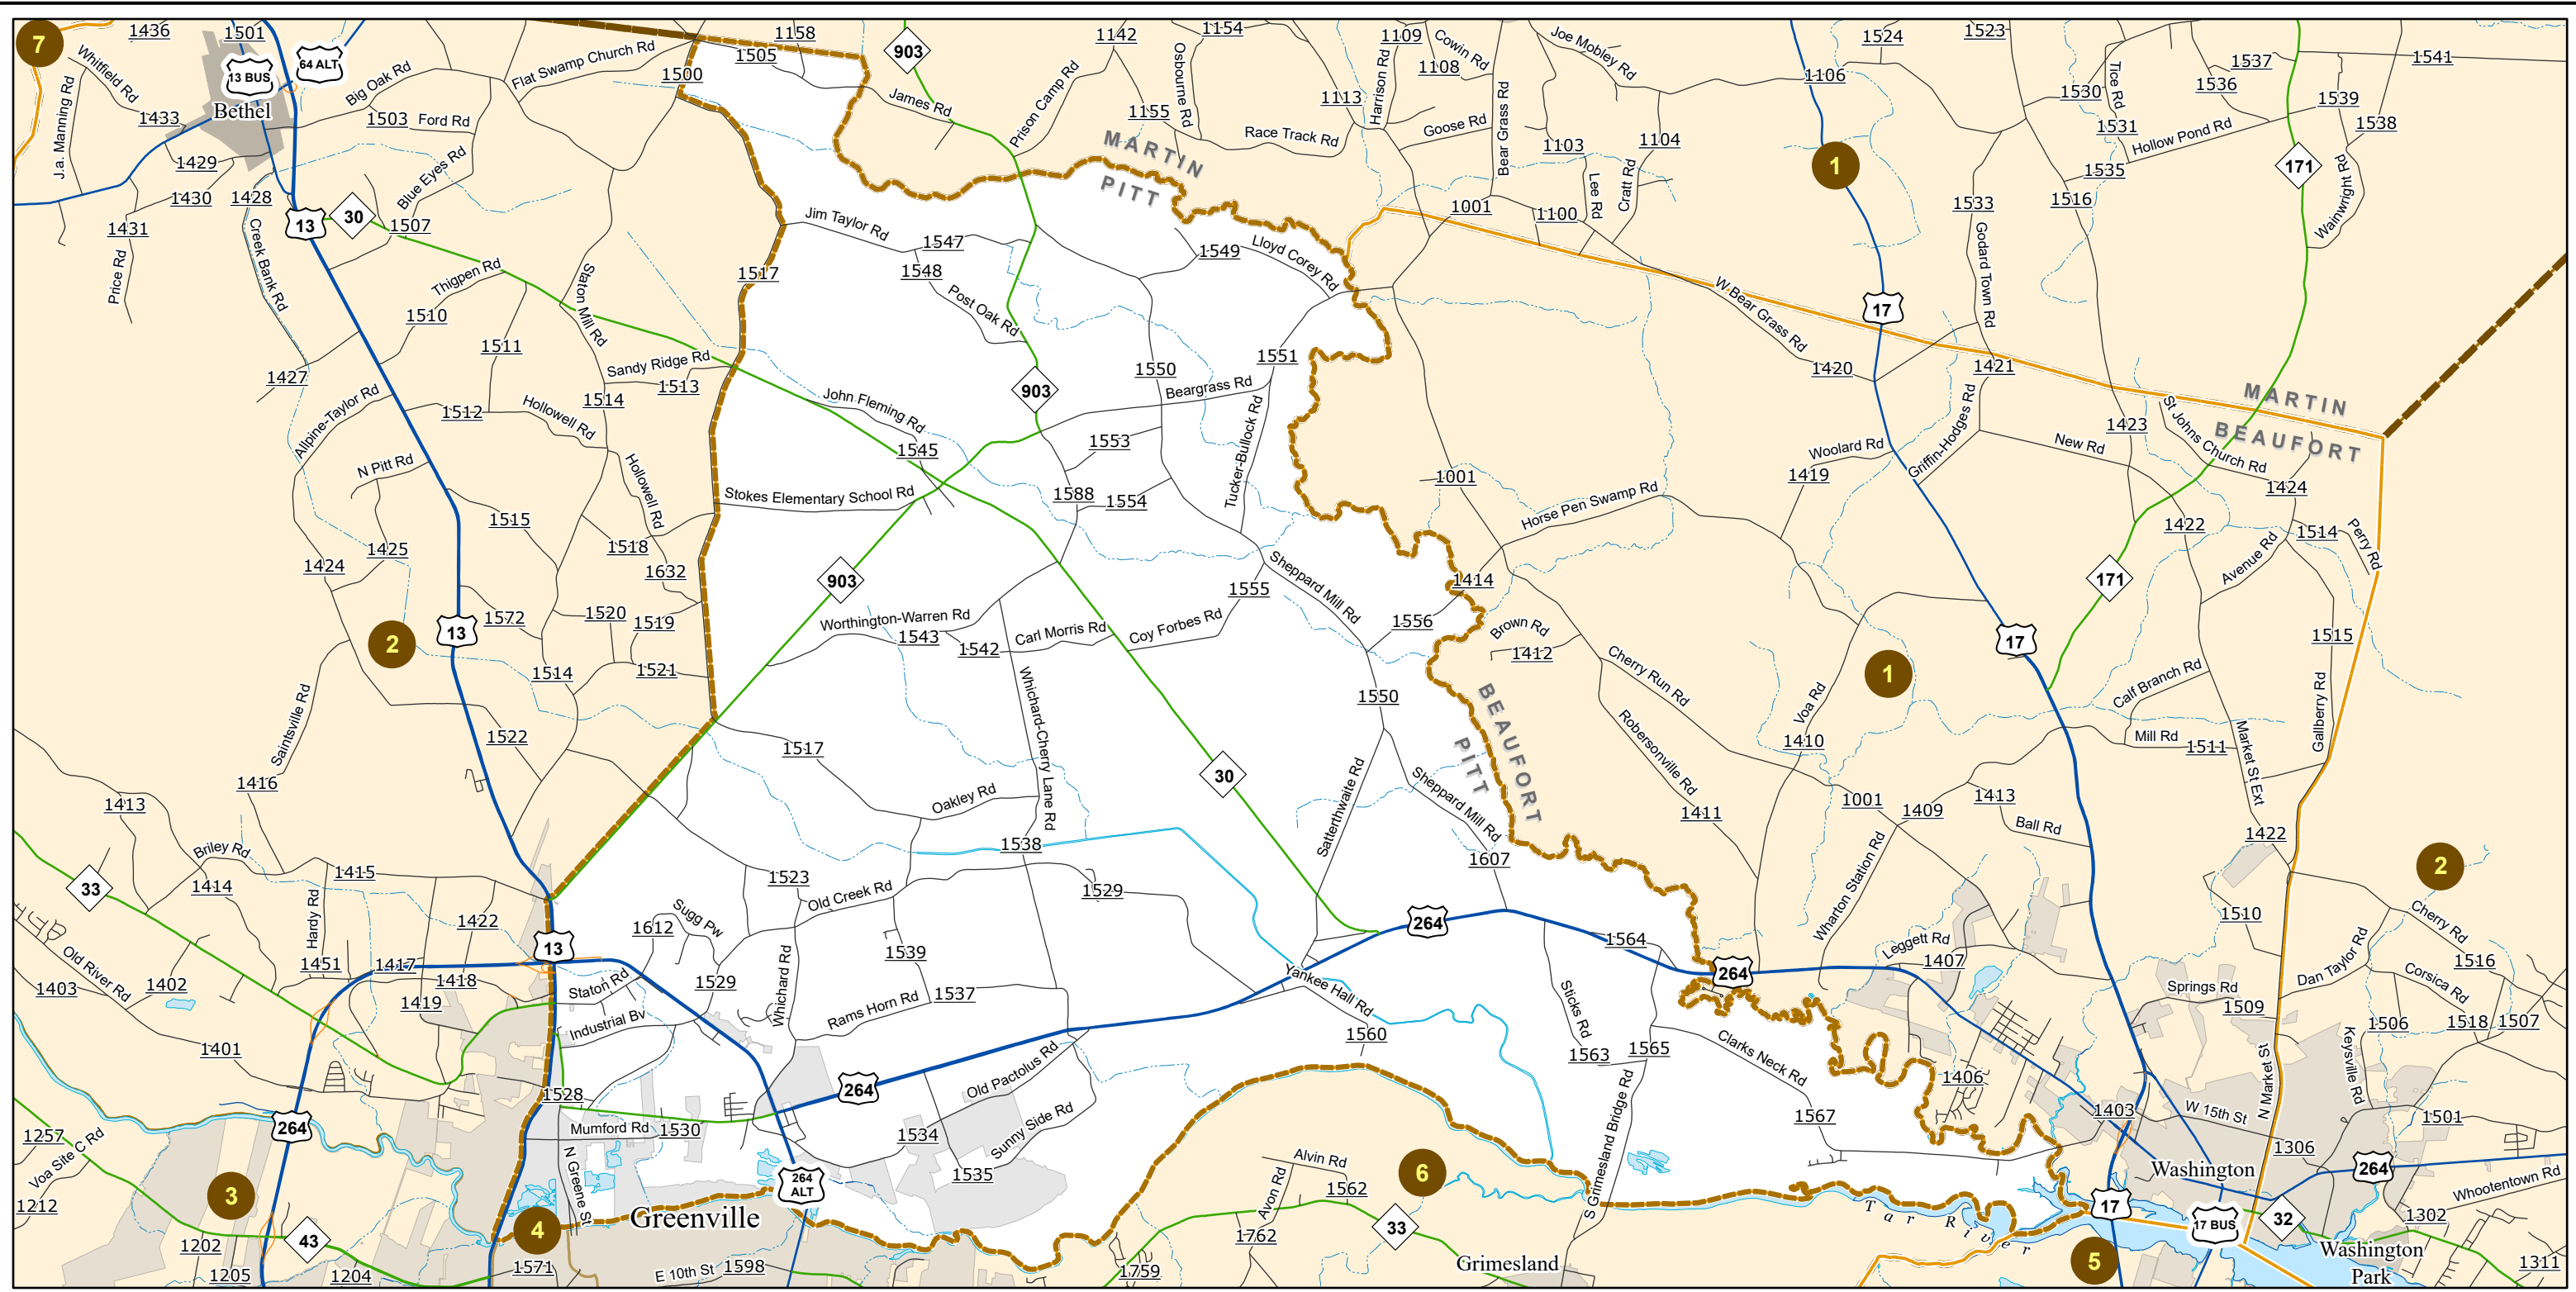 7
1436
1501
64 ALT
13 BUS
Bethel
Whitfield Rd
J.a. Manning Rd
1433
1429
1430
1428
1431
Price Rd
Creek Bank Rd
Big Oak Rd
1503
Ford Rd
Flat Swamp Church Rd
Blue Eyes Rd
13
30
1507
1500
1505
1158
903
James Rd
Prison Camp Rd
1142
1155
Osbourne Rd
1154
Race Track Rd
1113
Harrison Rd
1109
1108
Cowin Rd
Goose Rd
Bear Grass Rd
Joe Mobley Rd
1103
1104
Lee Rd
Cratt Rd
1001
1100
1106
1
1524
1523
1530
Tice Rd
1531
1536
1537
1541
1539
1538
Hollow Pond Rd
1535
1516
171
Wainwright Rd
1533
Godard Town Rd
MARTIN
PITT
Jim Taylor Rd
1547
1548
Post Oak Rd
1549
Lloyd Corey Rd
1517
Thigpen Rd
1510
1511
Staton Mill Rd
Sandy Ridge Rd
1513
1514
1427
Allpine-Taylor Rd
1512
Hollowell Rd
N Pitt Rd
Hollowell Rd
1515
1518
1632
1425
1424
John Fleming Rd
1545
903
1550
1551
Beargrass Rd
1553
Tucker-Bullock Rd
1588
1554
Stokes Elementary School Rd
W Bear Grass Rd
17
1420
1421
Griffin-Hodges Rd
Woolard Rd
1419
New Rd
1423
St Johns Church Rd
MARTIN
BEAUFORT
1424
1001
Horse Pen Swamp Rd
1422
1514
Perry Rd
Avenue Rd
171
903
1572
13
2
1520
1519
1521
1514
Worthington-Warren Rd
1543
1542
Carl Morris Rd
Coy Forbes Rd
1555
Sheppard Mill Rd
1556
1414
Brown Rd
1412
Cherry Run Rd
Robersonville Rd
1
Voa Rd
1410
17
1515
Calf Branch Rd
Mill Rd
1511
Market St Ext
Gallberry Rd
Saintsville Rd
1522
1416
1413
Briley Rd
1414
1415
1517
Whichard-Cherry Lane Rd
Oakley Rd
1538
30
1550
Satterthwaite Rd
Sheppard Mill Rd
1607
BEAUFORT
PITT
1411
1001
1409
1413
Ball Rd
1422
2
33
Hardy Rd
1422
1451
1417
1418
1419
13
1612
Sugg Pw
1523
Old Creek Rd
1529
1529
Whichard Rd
1539
Rams Horn Rd
1537
264
1564
264
Wharton Station Rd
Leggett Rd
1407
1510
Cherry Rd
Dan Taylor Rd
1516
Corsica Rd
Springs Rd
1509
1506
1518
1507
Old River Rd
1403
1402
1401
Staton Rd
Industrial Bv
1528
Mumford Rd
1530
264
Old Pactolus Rd
1534
Sunny Side Rd
1535
Yankee Hall Rd
1560
Sticks Rd
1563
1565
Clarks Neck Rd
1567
S Grimesland Bridge Rd
1406
1403
W 15th St
N Market St
Keysville Rd
1501
1306
264
Washington
Whootentown Rd
1302
1257
Voa Site C Rd
1212
264
3
1202
43
1205
1204
4
N Greene St
Greenville
264 ALT
1571
E 10th St
1598
1759
Alvin Rd
Avon Rd
1562
1762
6
33
Grimesland
Tar River
17
5
17 BUS
32
Washington
Park
1311